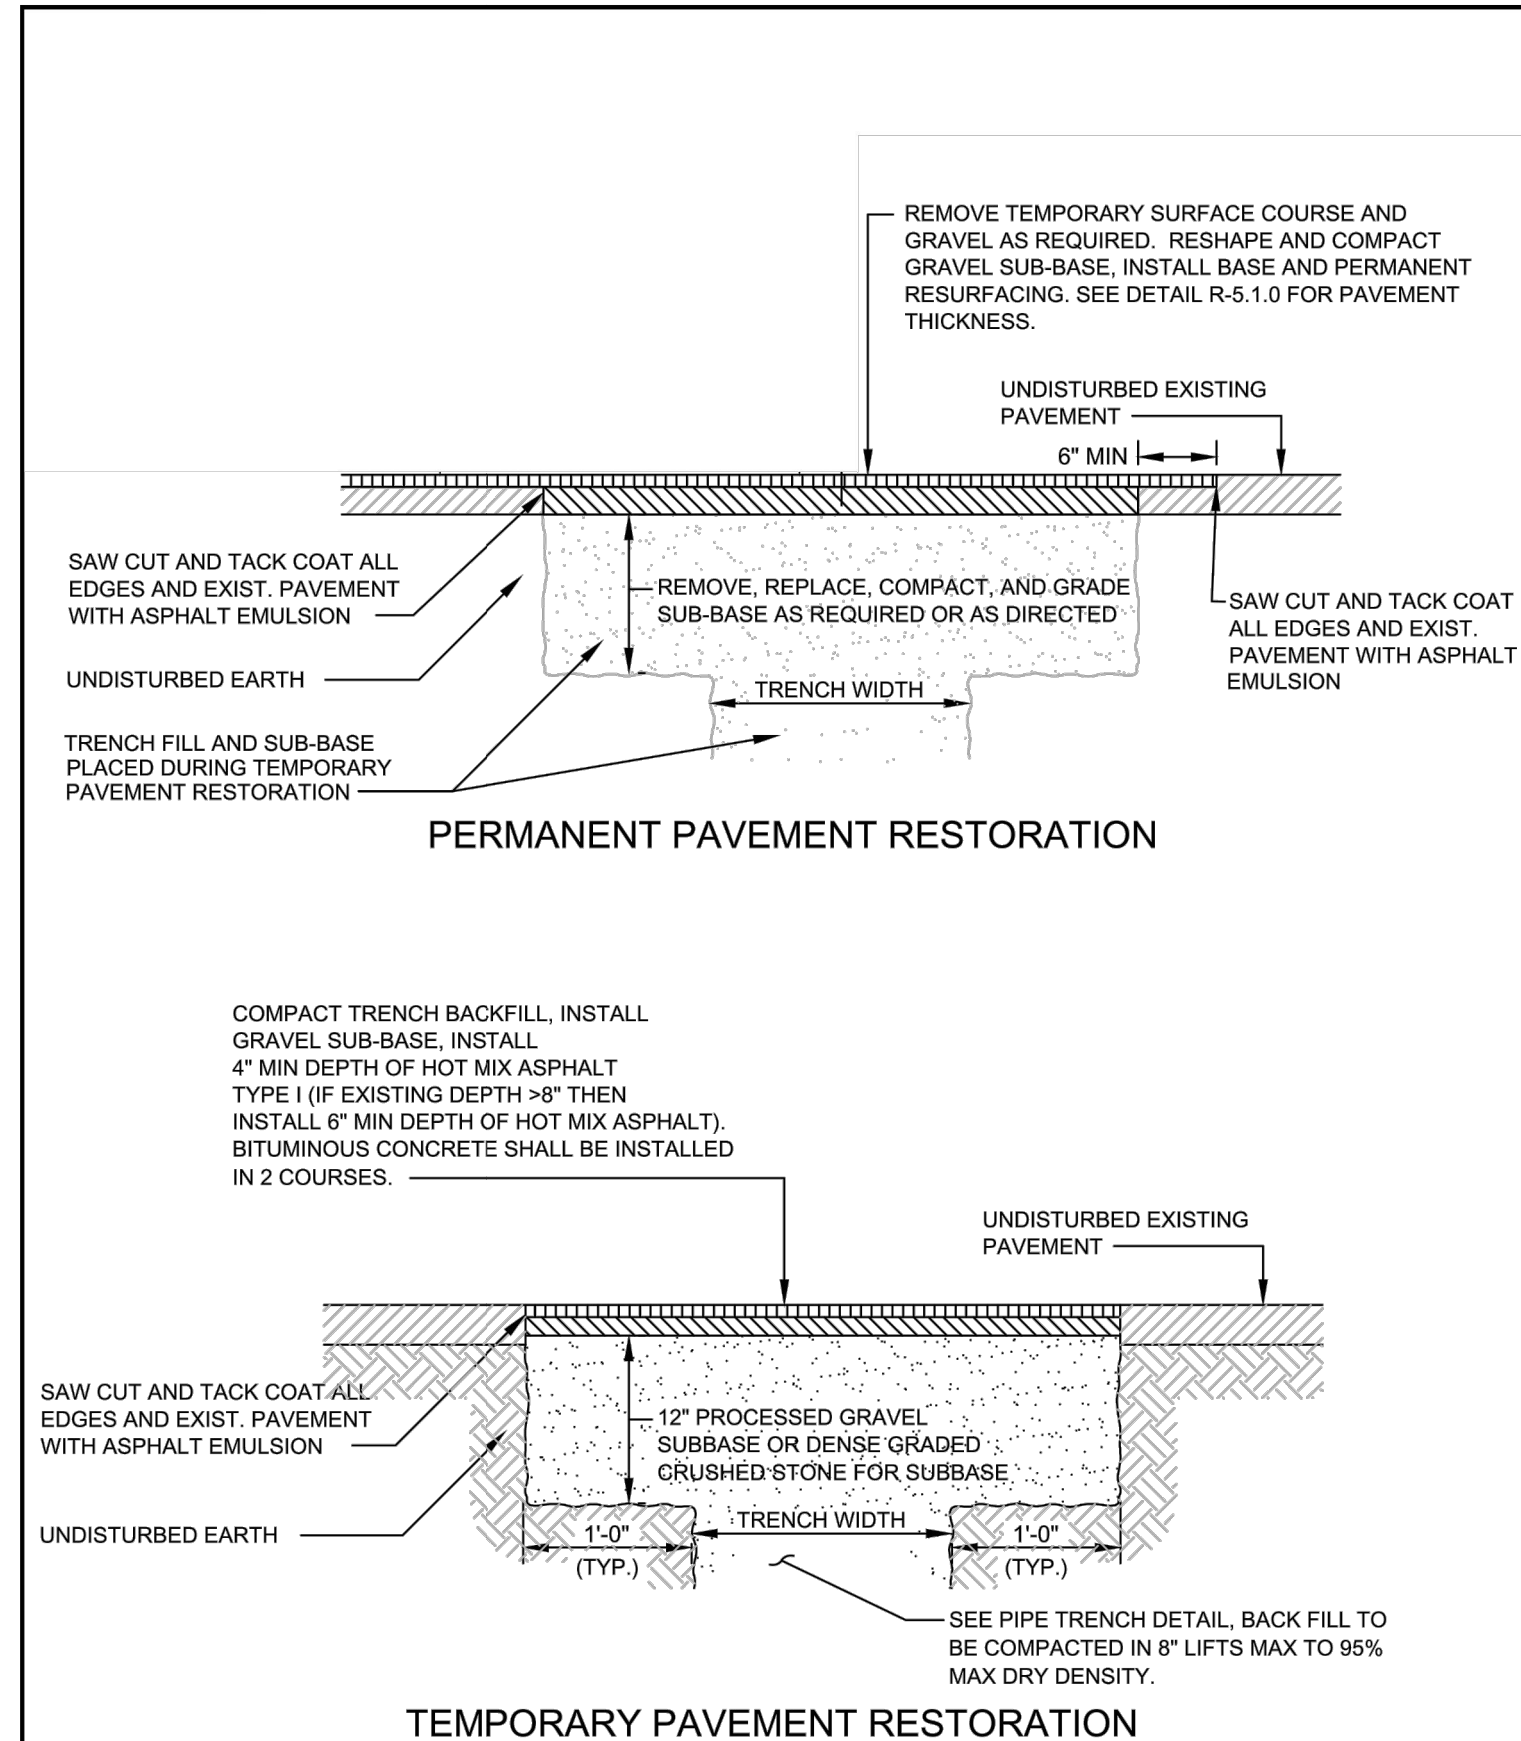 REMOVE TEMPORARY SURFACE COURSE AND
GRAVEL AS REQUIRED. RESHAPE AND COMPACT
GRAVEL SUB-BASE, INSTALL BASE AND PERMANENT
RESURFACING. SEE DETAIL R-5.1.0 FOR PAVEMENT
THICKNESS.
UNDISTURBED EXISTING
PAVEMENT
6" MIN
SAW CUT AND TACK COAT ALL
EDGES AND EXIST. PAVEMENT
WITH ASPHALT EMULSION
REMOVE, REPLACE, COMPACT, AND GRADE
SUB-BASE AS REQUIRED OR AS DIRECTED
SAW CUT AND TACK COAT
ALL EDGES AND EXIST.
PAVEMENT WITH ASPHALT
EMULSION
UNDISTURBED EARTH
TRENCH WIDTH
TRENCH FILL AND SUB-BASE
PLACED DURING TEMPORARY
PAVEMENT RESTORATION
PERMANENT PAVEMENT RESTORATION
COMPACT TRENCH BACKFILL, INSTALL
GRAVEL SUB-BASE, INSTALL
4" MIN DEPTH OF HOT MIX ASPHALT
TYPE I (IF EXISTING DEPTH >8" THEN
INSTALL 6" MIN DEPTH OF HOT MIX ASPHALT).
BITUMINOUS CONCRETE SHALL BE INSTALLED
IN 2 COURSES.
UNDISTURBED EXISTING
PAVEMENT
SAW CUT AND TACK COAT ALL
EDGES AND EXIST. PAVEMENT
WITH ASPHALT EMULSION
12" PROCESSED GRAVEL
SUBBASE OR DENSE GRADED
CRUSHED STONE FOR SUBBASE
UNDISTURBED EARTH
1'-0"
(TYP.)
TRENCH WIDTH
1'-0"
(TYP.)
SEE PIPE TRENCH DETAIL, BACK FILL TO
BE COMPACTED IN 8" LIFTS MAX TO 95%
MAX DRY DENSITY.
TEMPORARY PAVEMENT RESTORATION